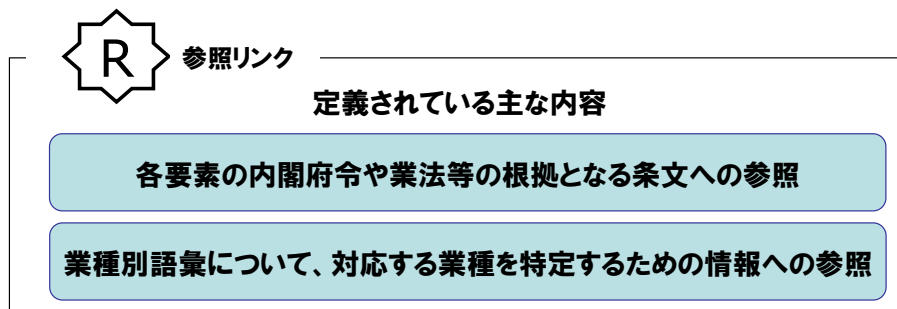 R 参照リンク
定義されている主な内容
各要素の内閣府令や業法等の根拠となる条文への参照
業種別語彙について、対応する業種を特定するための情報への参照